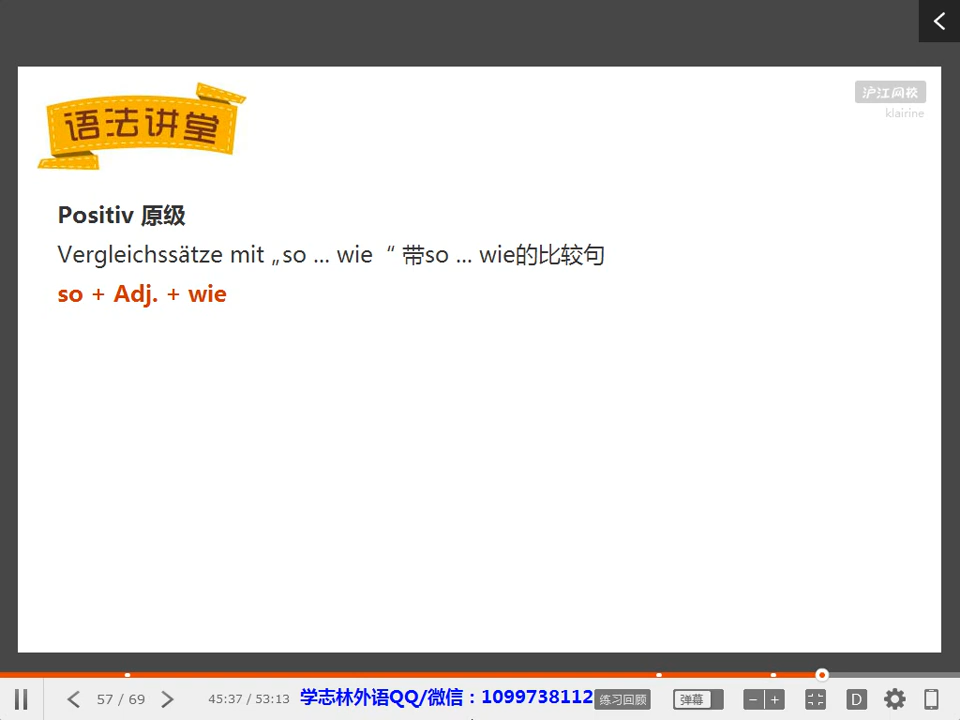 语法讲堂
沪江网校
klairine
Positiv 原级
Vergleichssätze mit „so ... wie “ 带so ... wie的比较句
so + Adj. + wie
57 / 69
45:37 / 53:13
学志林外语QQ/微信：1099738112
练习回顾
弹幕
D